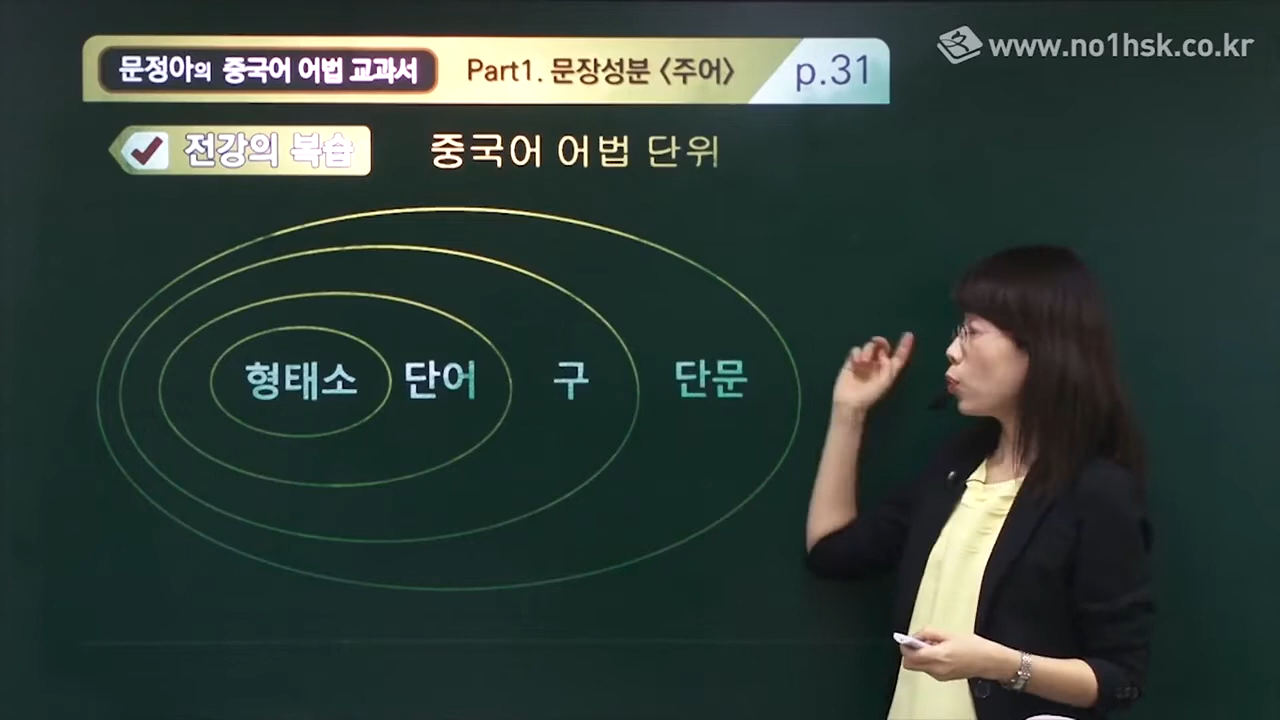 www.no1hsk.co.kr
문정아의 중국어 어법 교과서 Part1. 문장성분 〈주어〉 p.31
전강의 복습 중국어 어법 단위
형태소 단어 구 단문